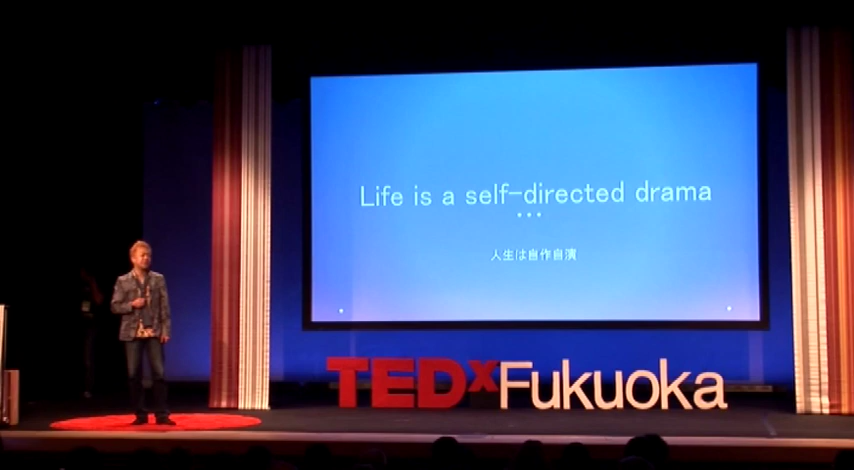 Life is a self-directed drama
•••
人生は自作自演
TEDxFukuoka